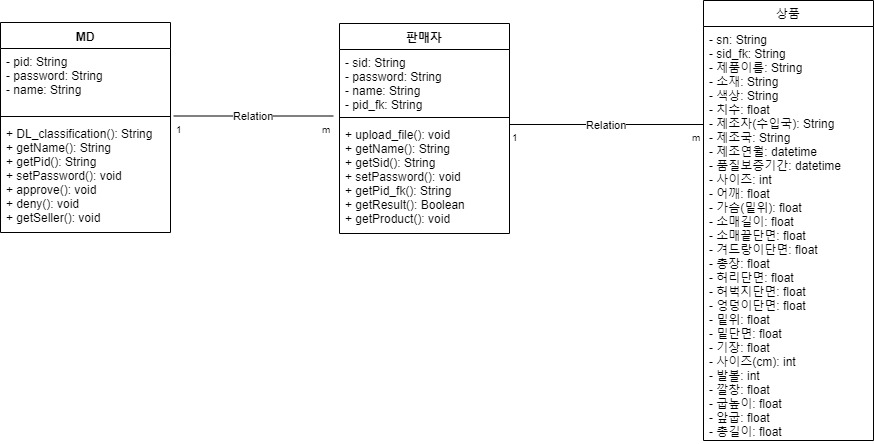 MD
- pid: String
- password: String
- name: String
+ DL_classification(): String
+ getName(): String
+ getPid(): String
+ setPassword(): void
+ approve(): void
+ deny(): void
+ getSeller(): void
Relation
1
m
판매자
- sid: String
- password: String
- name: String
- pid_fk: String
+ upload_file(): void
+ getName(): String
+ getSid(): String
+ setPassword(): void
+ getPid_fk(): String
+ getResult(): Boolean
+ getProduct(): void
Relation
1
m
상품
- sn: String
- sid_fk: String
- 제품이름: String
- 소재: String
- 색상: String
- 치수: float
- 제조자(수입국): String
- 제조국: String
- 제조연월: datetime
- 품질보증기간: datetime
- 사이즈: int
- 어깨: float
- 가슴(밑위): float
- 소매길이: float
- 소매끝단면: float
- 겨드랑이단면: float
- 총장: float
- 허리단면: float
- 허벅지단면: float
- 엉덩이단면: float
- 밑위: float
- 밑단면: float
- 기장: float
- 사이즈(cm): int
- 발볼: int
- 깔창: float
- 굽높이: float
- 앞굽: float
- 총길이: float